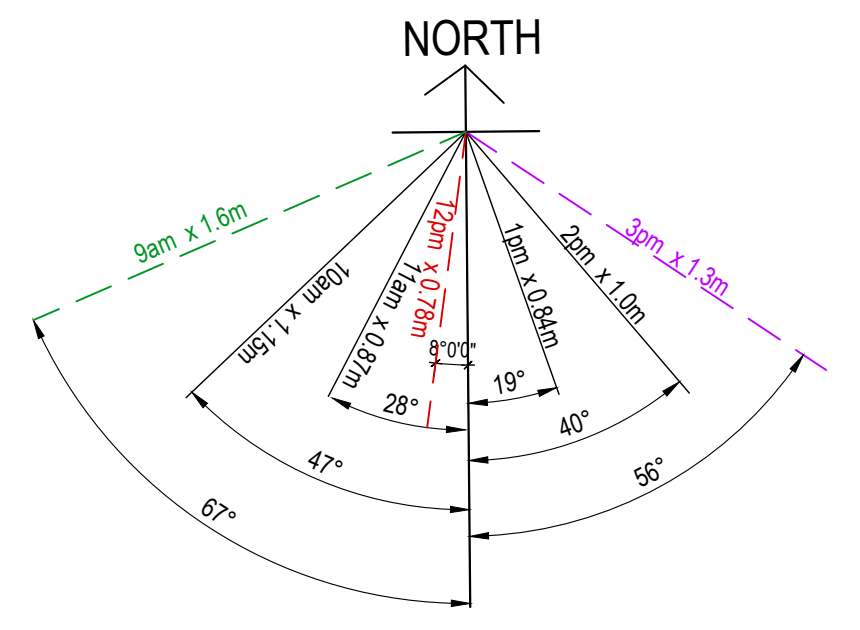 NORTH
9am x 1.6m
10am x 1.15m
11am x 0.87m
12pm x 0.78m
1pm x 0.84m
2pm x 1.0m
3pm x 1.3m
8°0'0"
19°
28°
40°
47°
56°
67°